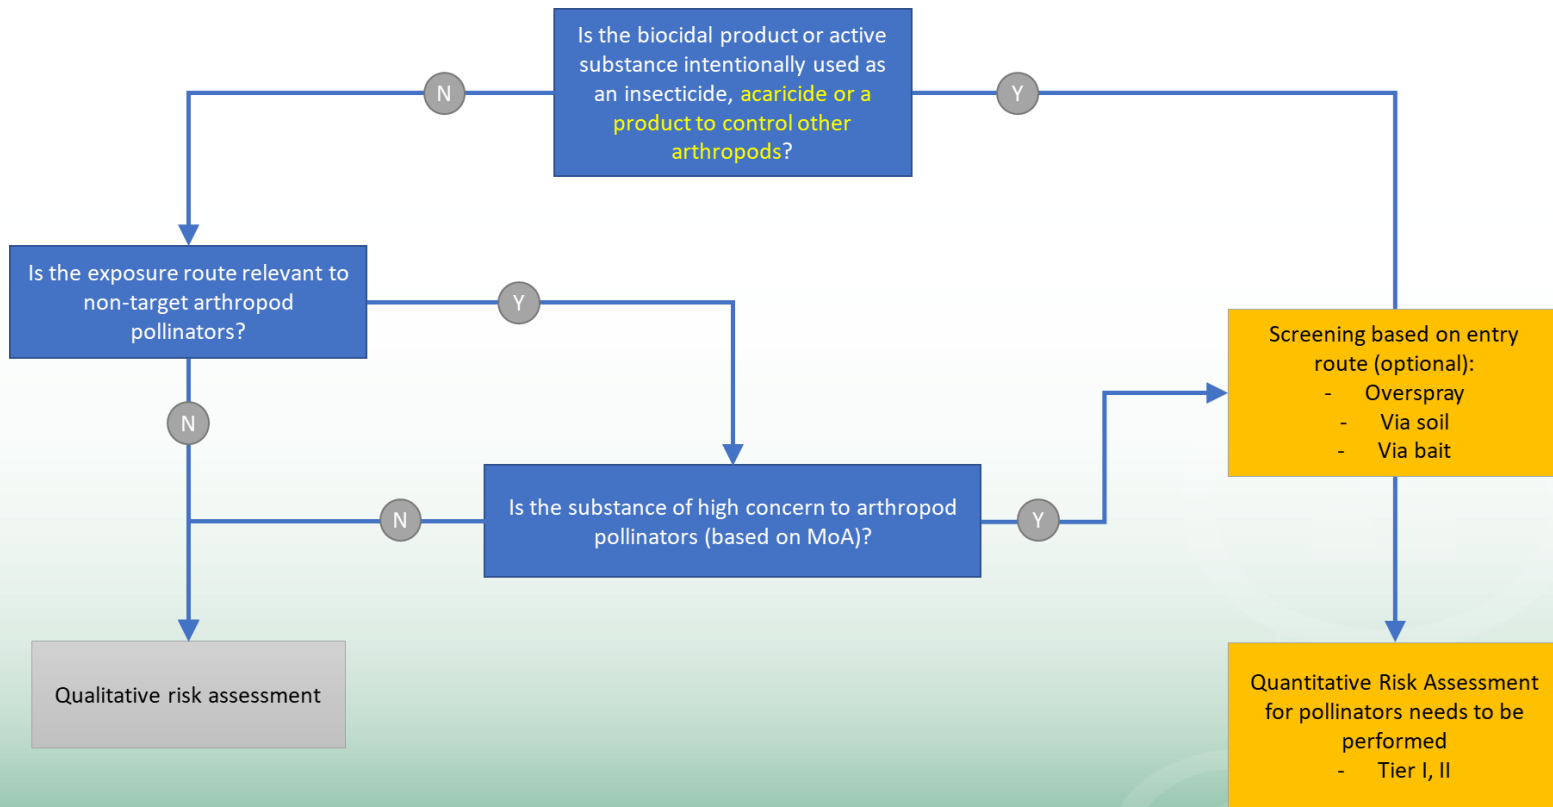 Is the biocidal product or active
substance intentionally used as
an insecticide, acaricide or a
product to control other
arthropods?
N
Y
Is the exposure route relevant to
non-target arthropod
pollinators?
Y
N
Screening based on entry
route (optional):
- Overspray
- Via soil
- Via bait
Is the substance of high concern to arthropod
pollinators (based on MoA)?
N
Y
Qualitative risk assessment
Quantitative Risk Assessment
for pollinators needs to be
performed
- Tier I, II